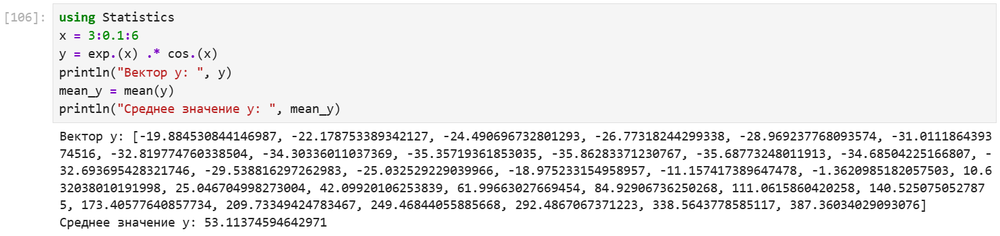 [106]:
using Statistics
x = 3:0.1:6
y = exp.(x) .* cos.(x)
println("Вектор y: ", y)
mean_y = mean(y)
println("Среднее значение y: ", mean_y)
Вектор y: [-19.884530844146987, -22.178753389342127, -24.490696732801293, -26.77318244299338, -28.969237768093574, -31.0111864393
74516, -32.819774760338504, -34.30336011037369, -35.35719361853035, -35.86283371230767, -35.68773248011913, -34.68504225166807, -
32.693695428321746, -29.538816297262983, -25.032529229039966, -18.975233154958957, -11.157417389647478, -1.3620985182057503, 10.6
32038010191998, 25.046704998273004, 42.09920106253839, 61.99663027669454, 84.92906736250268, 111.0615860420258, 140.525075052787
5, 173.40577640857734, 209.73349424783467, 249.46844055885668, 292.4867067371223, 338.5643778585117, 387.36034029093076]
Среднее значение y: 53.11374594642971